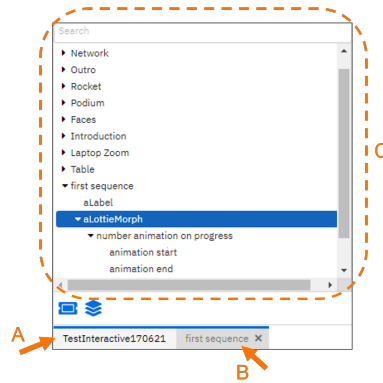 Search
Network
Outro
Rocket
Podium
Faces
Introduction
Laptop Zoom
Table
first sequence
aLabel
aLottieMorph
number animation on progress
animation start
animation end
C
A
TestInteractive170621 first sequence ×
B